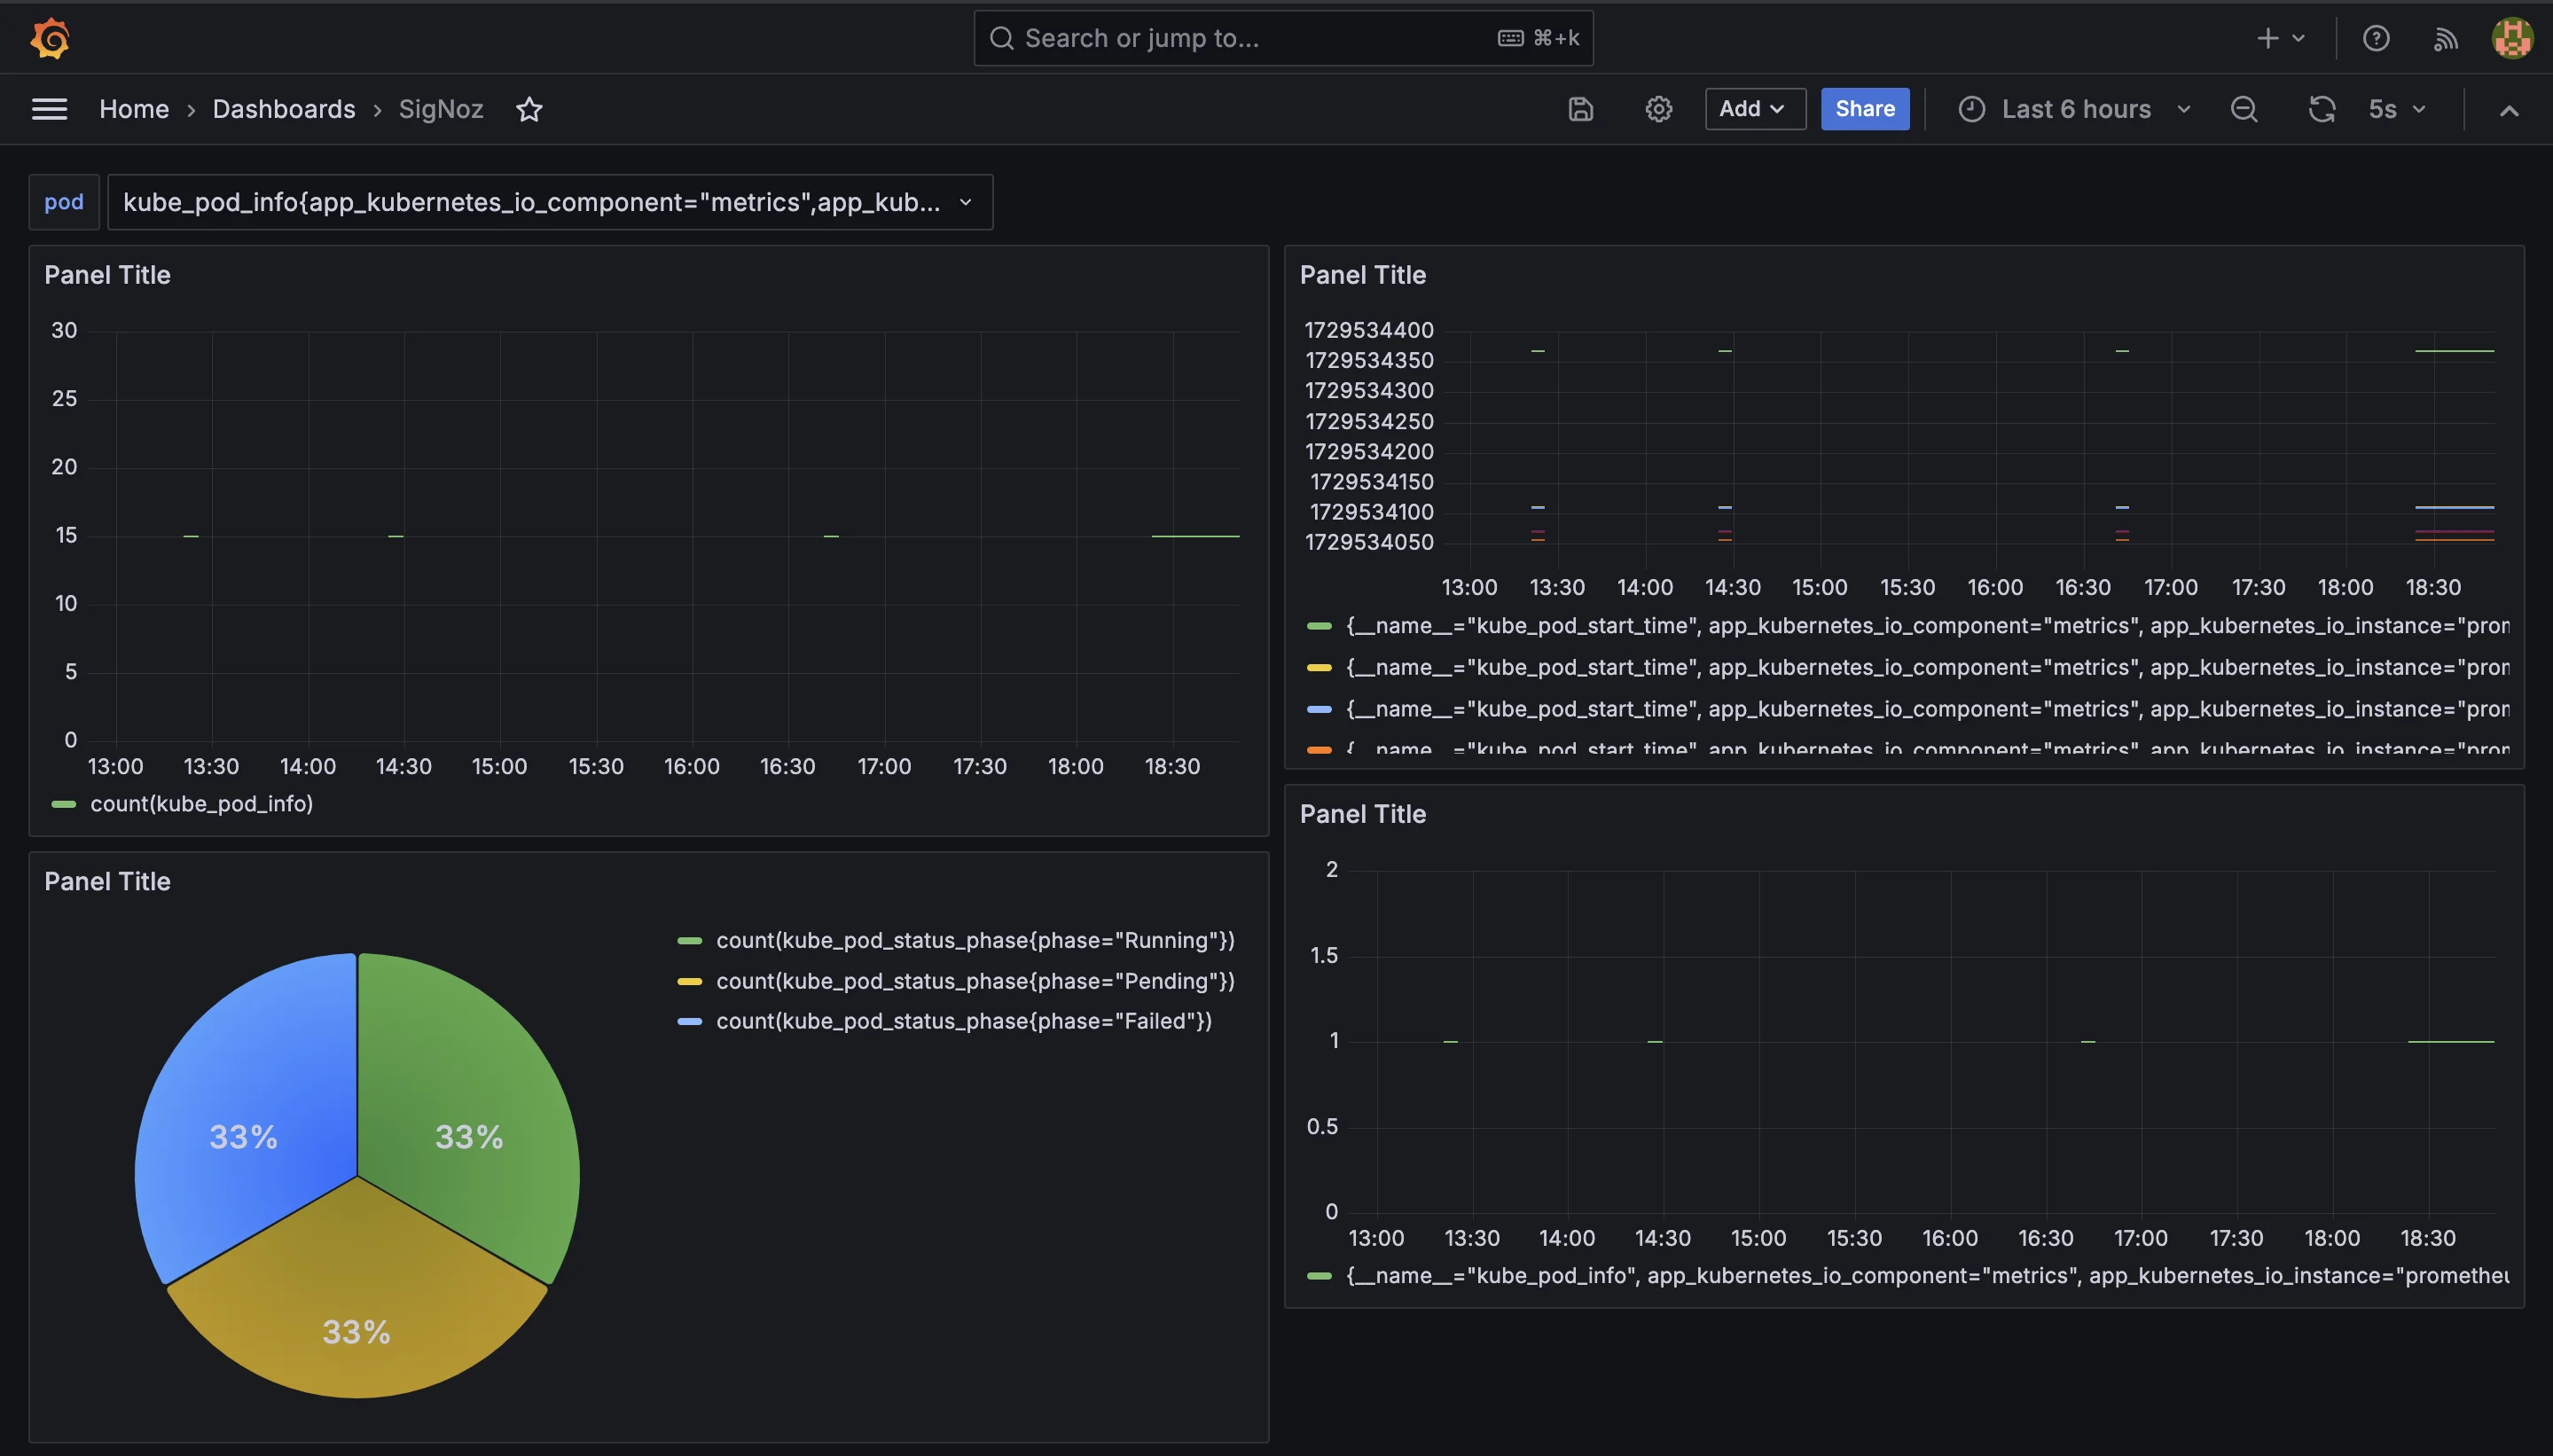 Search or jump to...
⌘+k
Home › Dashboards › SigNoz
Add
Share
Last 6 hours
5s
pod
kube_pod_info{app_kubernetes_io_component="metrics",app_kub...
Panel Title
30
25
20
15
10
5
0
13:00 13:30 14:00 14:30 15:00 15:30 16:00 16:30 17:00 17:30 18:00 18:30
count(kube_pod_info)
Panel Title
1729534400
1729534350
1729534300
1729534250
1729534200
1729534150
1729534100
1729534050
13:00 13:30 14:00 14:30 15:00 15:30 16:00 16:30 17:00 17:30 18:00 18:30
{__name__="kube_pod_start_time", app_kubernetes_io_component="metrics", app_kubernetes_io_instance="pron
{__name__="kube_pod_start_time", app_kubernetes_io_component="metrics", app_kubernetes_io_instance="pron
{__name__="kube_pod_start_time", app_kubernetes_io_component="metrics", app_kubernetes_io_instance="pron
{__name__="kube_pod_start_time", app_kubernetes_io_component="metrics", app_kubernetes_io_instance="pron
Panel Title
33%
33%
33%
count(kube_pod_status_phase{phase="Running"})
count(kube_pod_status_phase{phase="Pending"})
count(kube_pod_status_phase{phase="Failed"})
Panel Title
2
1.5
1
0.5
0
13:00 13:30 14:00 14:30 15:00 15:30 16:00 16:30 17:00 17:30 18:00 18:30
{__name__="kube_pod_info", app_kubernetes_io_component="metrics", app_kubernetes_io_instance="prometheu